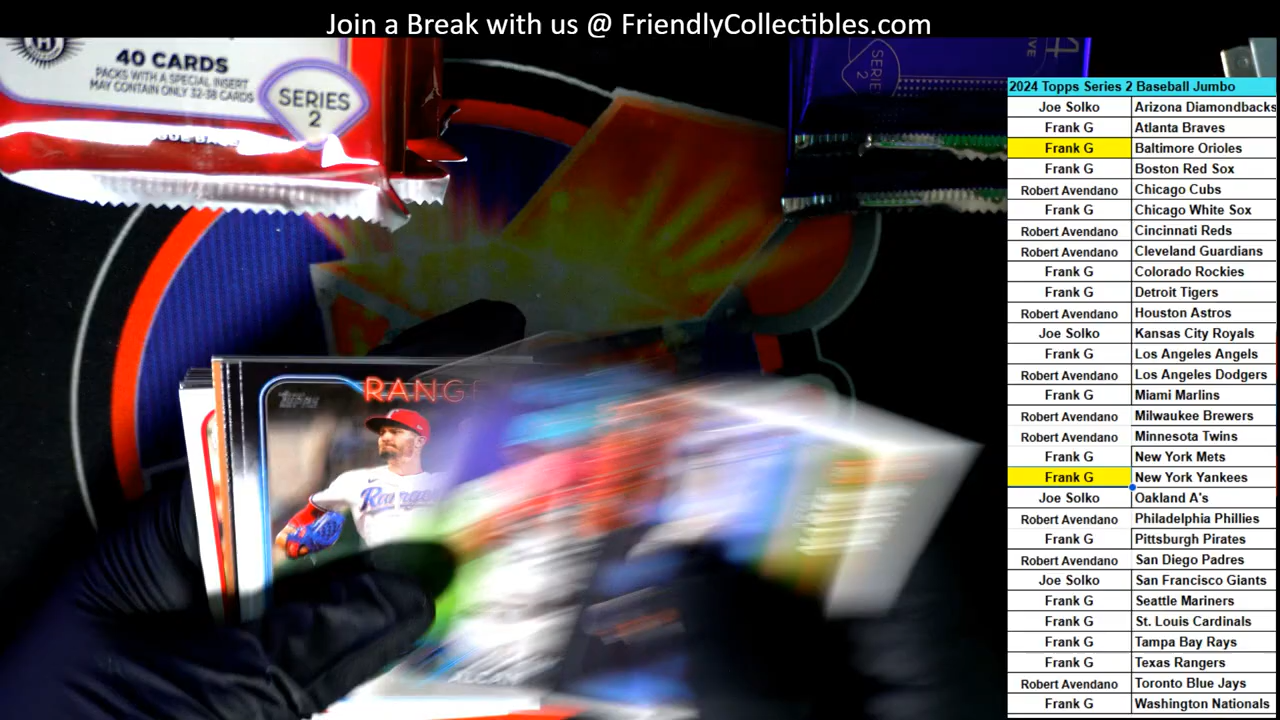 Join a Break with us @ FriendlyCollectibles.com
40 CARDS
PACKS WITH A SPECIAL INSERT
MAY CONTAIN ONLY 32-38 CARDS
SERIES
2
SERIES
2024 Topps Series 2 Baseball Jumbo
Joe Solko Arizona Diamondbacks
Frank G Atlanta Braves
Frank G Baltimore Orioles
Frank G Boston Red Sox
Robert Avendano Chicago Cubs
Frank G Chicago White Sox
Robert Avendano Cincinnati Reds
Robert Avendano Cleveland Guardians
Frank G Colorado Rockies
Frank G Detroit Tigers
Robert Avendano Houston Astros
Joe Solko Kansas City Royals
Frank G Los Angeles Angels
Robert Avendano Los Angeles Dodgers
Frank G Miami Marlins
Robert Avendano Milwaukee Brewers
Robert Avendano Minnesota Twins
Frank G New York Mets
Frank G New York Yankees
Joe Solko Oakland A's
Robert Avendano Philadelphia Phillies
Frank G Pittsburgh Pirates
Robert Avendano San Diego Padres
Joe Solko San Francisco Giants
Frank G Seattle Mariners
Frank G St. Louis Cardinals
Frank G Tampa Bay Rays
Frank G Texas Rangers
Robert Avendano Toronto Blue Jays
Frank G Washington Nationals
TOPPS
RANGE
Rangers